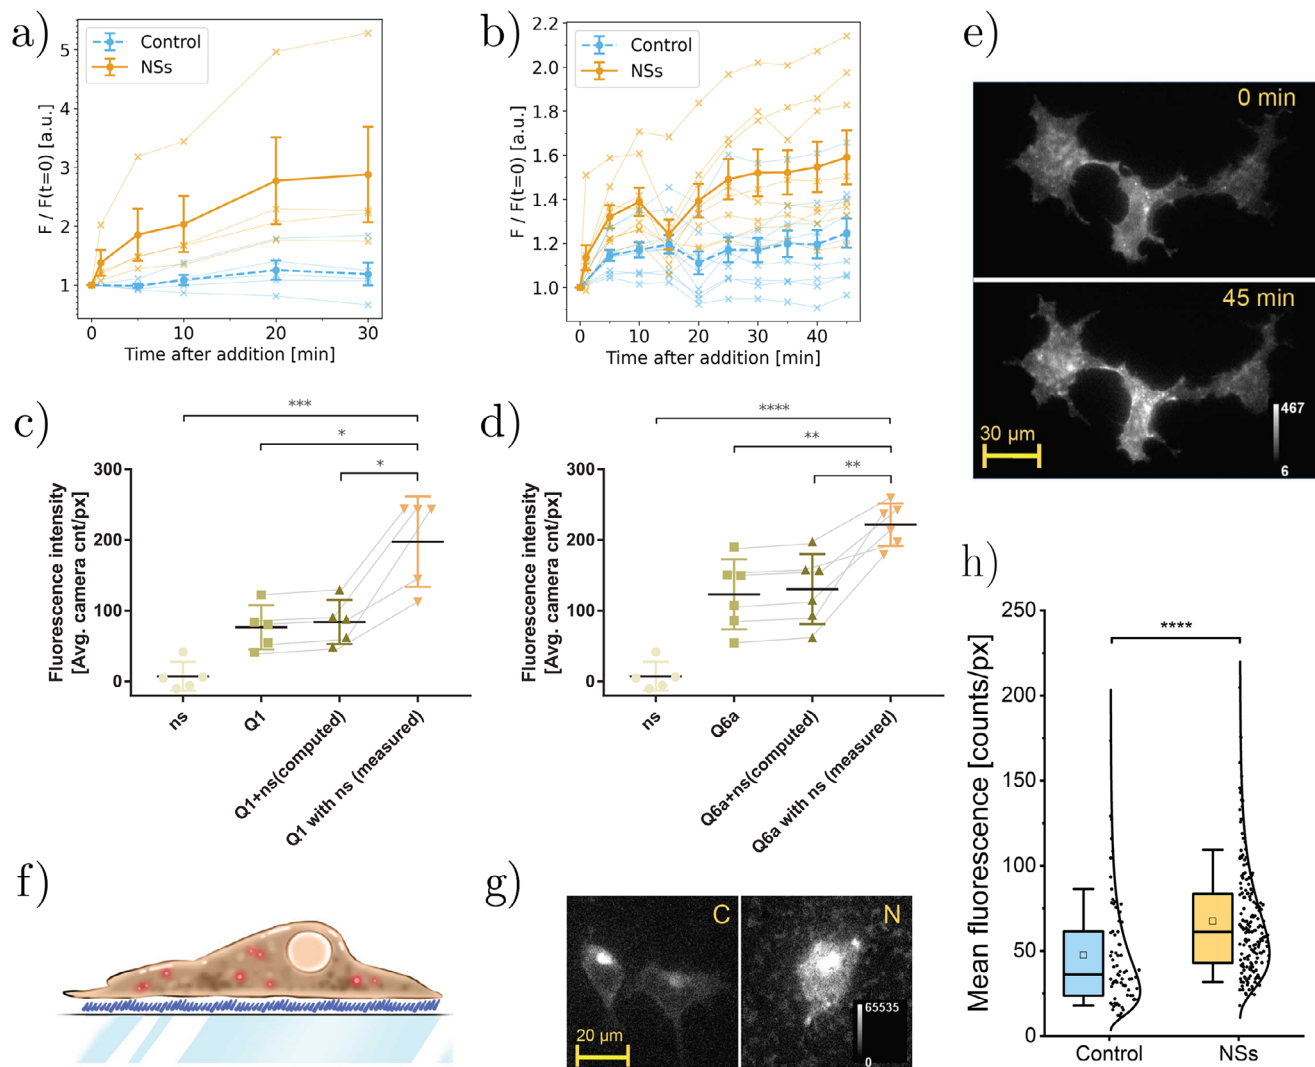 a)
Control
NSs
F / F(t=0) [a.u.]
5
4
3
2
1
0
10
20
30
Time after addition [min]
b)
Control
NSs
F / F(t=0) [a.u.]
2.2
2.0
1.8
1.6
1.4
1.2
1.0
0
10
20
30
40
Time after addition [min]
e)
0 min
45 min
30 µm
467
6
c)
***
*
*
Fluorescence intensity
[Avg. camera cnt/px]
300
200
100
0
ns
Q1
Q1+ns(computed)
Q1 with ns (measured)
d)
****
**
**
Fluorescence intensity
[Avg. camera cnt/px]
300
200
100
0
ns
Q6a
Q6a+ns(computed)
Q6a with ns (measured)
f)
g)
C
N
20 µm
65535
0
h)
Mean fluorescence [counts/px]
250
200
150
100
50
0
****
Control
NSs